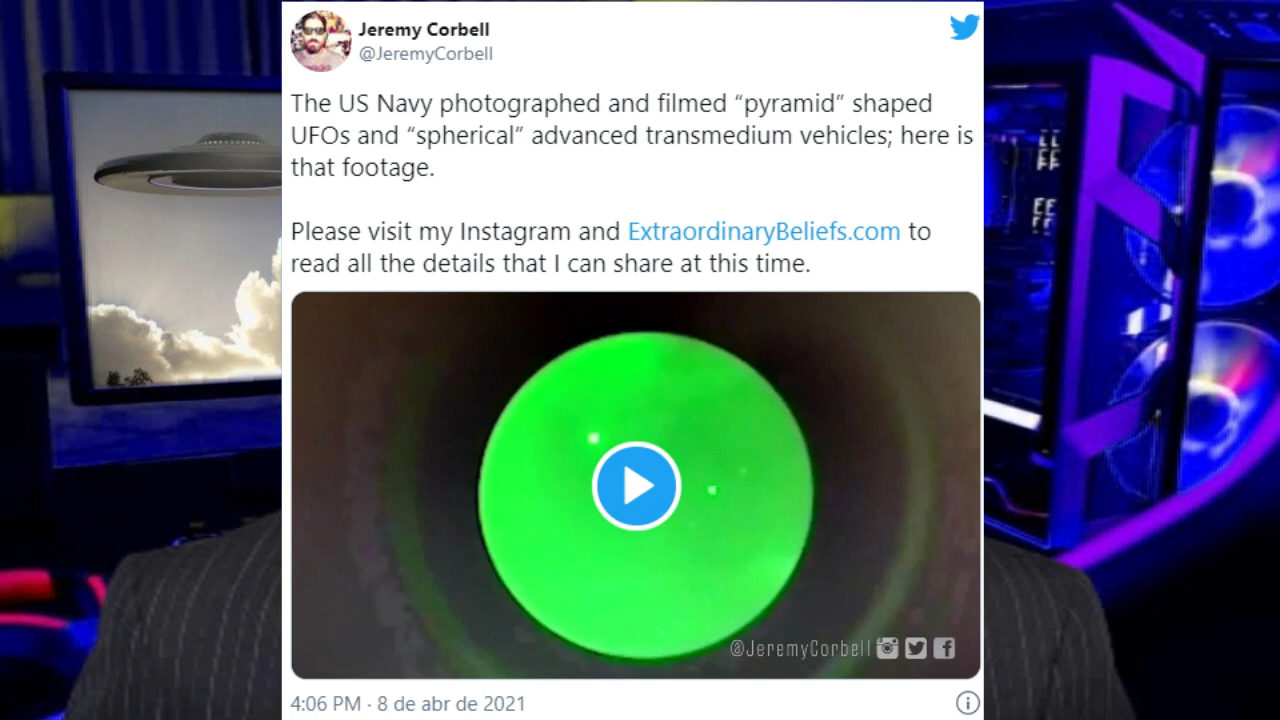 Jeremy Corbell
@JeremyCorbell
The US Navy photographed and filmed “pyramid” shaped
UFOs and “spherical” advanced transmedium vehicles; here is
that footage.
Please visit my Instagram and ExtraordinaryBeliefs.com to
read all the details that I can share at this time.
@JeremyCorbell
4:06 PM · 8 de abr de 2021